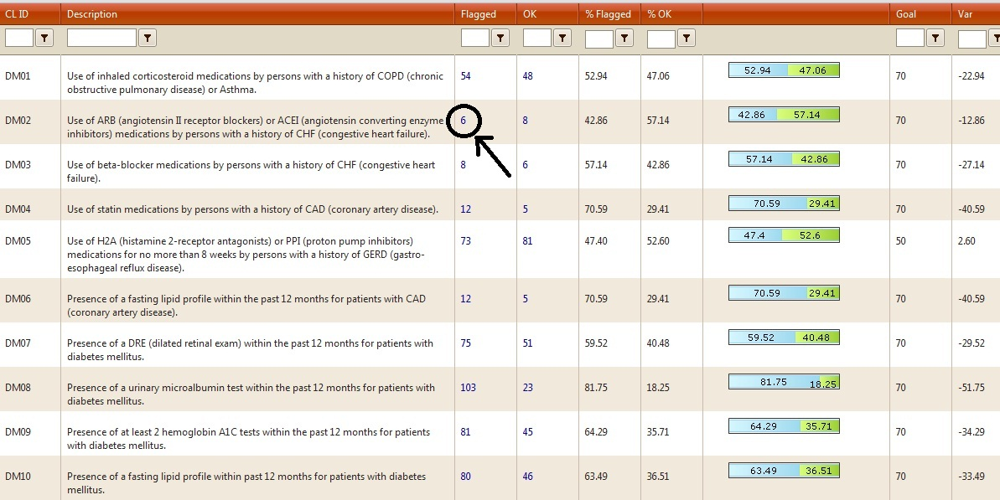 CL ID Description Flagged OK % Flagged % OK Goal Var
DM01 Use of inhaled corticosteroid medications by persons with a history of COPD (chronic 54 48 52.94 47.06 52.94 47.06 70 -22.94
obstructive pulmonary disease) or Asthma.
DM02 Use of ARB (angiotensin II receptor blockers) or ACEI (angiotensin converting enzyme 6 8 42.86 57.14 42.86 57.14 70 -12.86
inhibitors) medications by persons with a history of CHF (congestive heart failure).
DM03 Use of beta-blocker medications by persons with a history of CHF (congestive heart 8 6 57.14 42.86 57.14 42.86 70 -27.14
failure).
DM04 Use of statin medications by persons with a history of CAD (coronary artery disease). 12 5 70.59 29.41 70.59 29.41 70 -40.59
DM05 Use of H2A (histamine 2-receptor antagonists) or PPI (proton pump inhibitors) 73 81 47.40 52.60 47.4 52.6 50 2.60
medications for no more than 8 weeks by persons with a history of GERD (gastro-
esophageal reflux disease).
DM06 Presence of a fasting lipid profile within the past 12 months for patients with CAD 12 5 70.59 29.41 70.59 29.41 70 -40.59
(coronary artery disease).
DM07 Presence of a DRE (dilated retinal exam) within the past 12 months for patients with 75 51 59.52 40.48 59.52 40.48 70 -29.52
diabetes mellitus.
DM08 Presence of a urinary microalbumin test within the past 12 months for patients with 103 23 81.75 18.25 81.75 18.25 70 -51.75
diabetes mellitus.
DM09 Presence of at least 2 hemoglobin A1C tests within the past 12 months for patients 81 45 64.29 35.71 64.29 35.71 70 -34.29
with diabetes mellitus.
DM10 Presence of a fasting lipid profile within past 12 months for patients with diabetes 80 46 63.49 36.51 63.49 36.51 70 -33.49
mellitus.